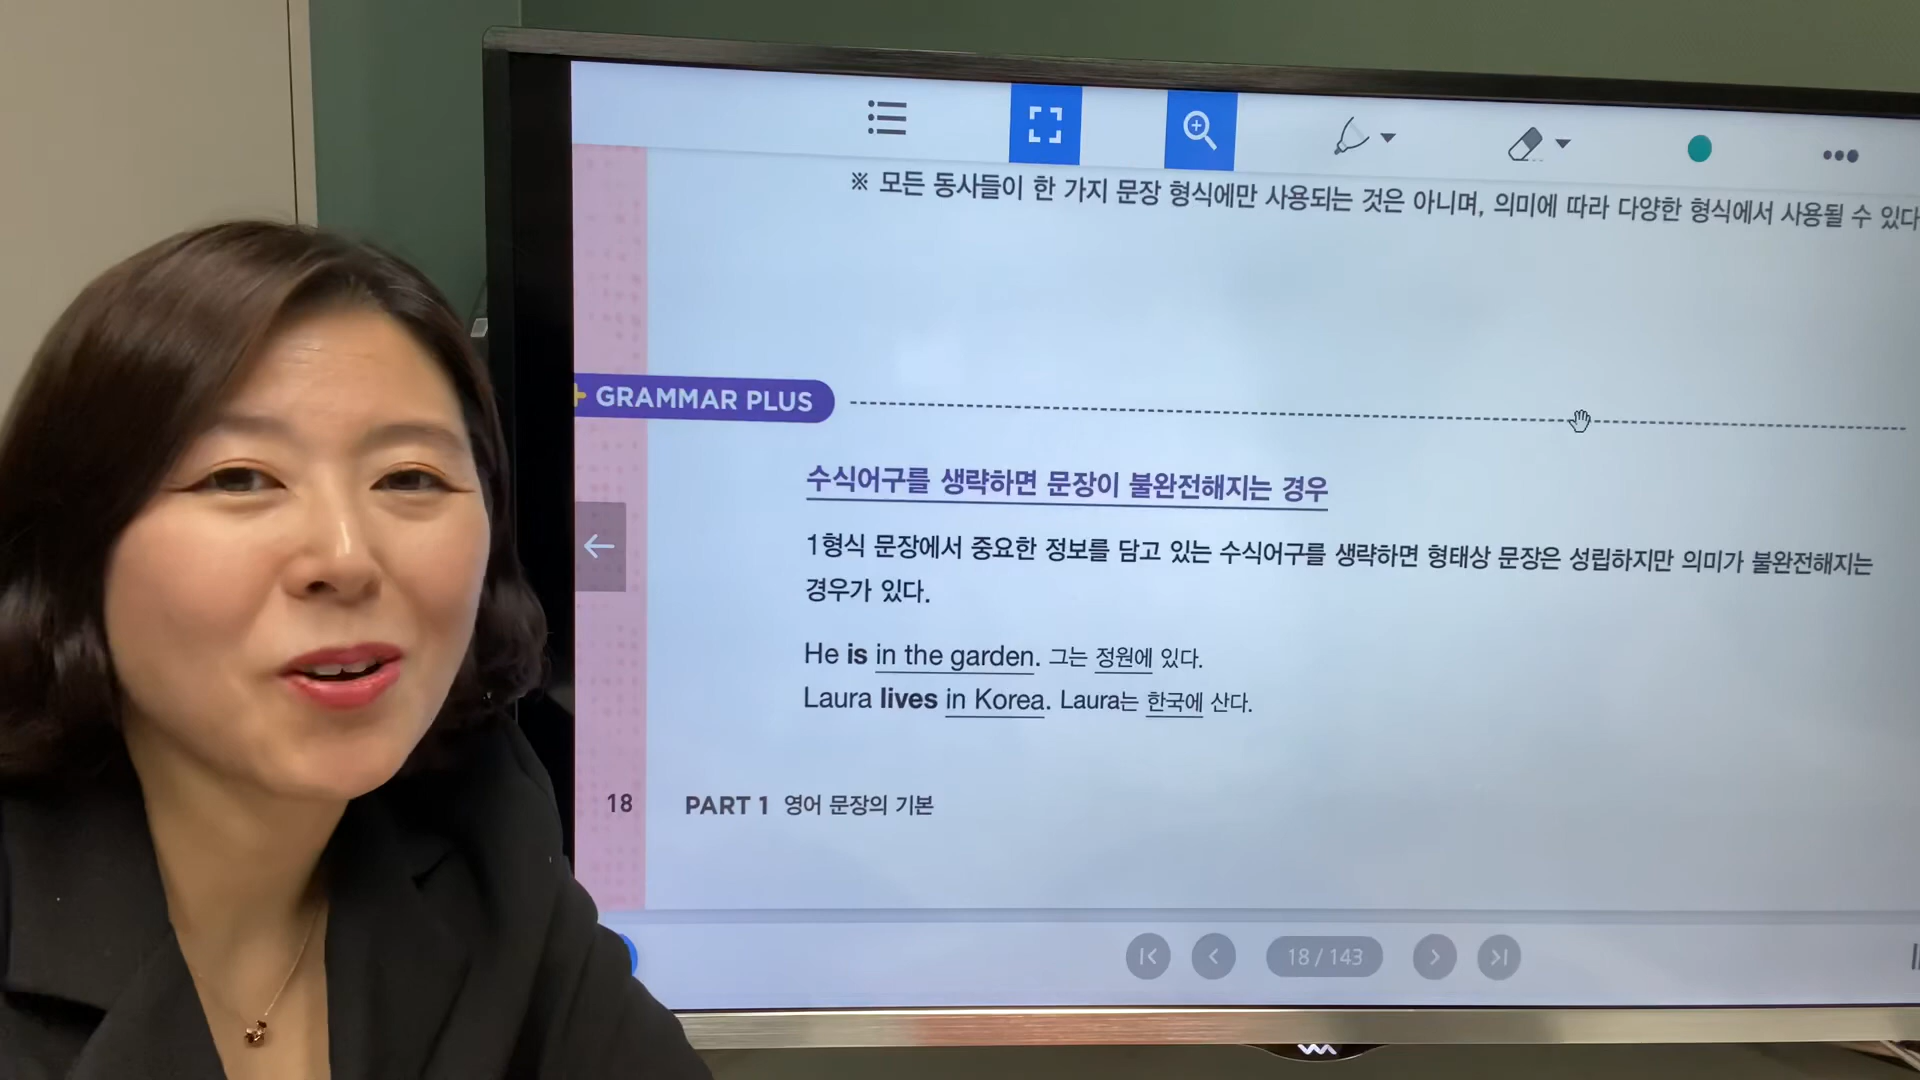 ※ 모든 동사들이 한 가지 문장 형식에만 사용되는 것은 아니며, 의미에 따라 다양한 형식에서 사용될 수 있다
GRAMMAR PLUS
수식어구를 생략하면 문장이 불완전해지는 경우
1형식 문장에서 중요한 정보를 담고 있는 수식어구를 생략하면 형태상 문장은 성립하지만 의미가 불완전해지는
경우가 있다.
He is in the garden. 그는 정원에 있다.
Laura lives in Korea. Laura는 한국에 산다.
18 PART 1 영어 문장의 기본
18 / 143